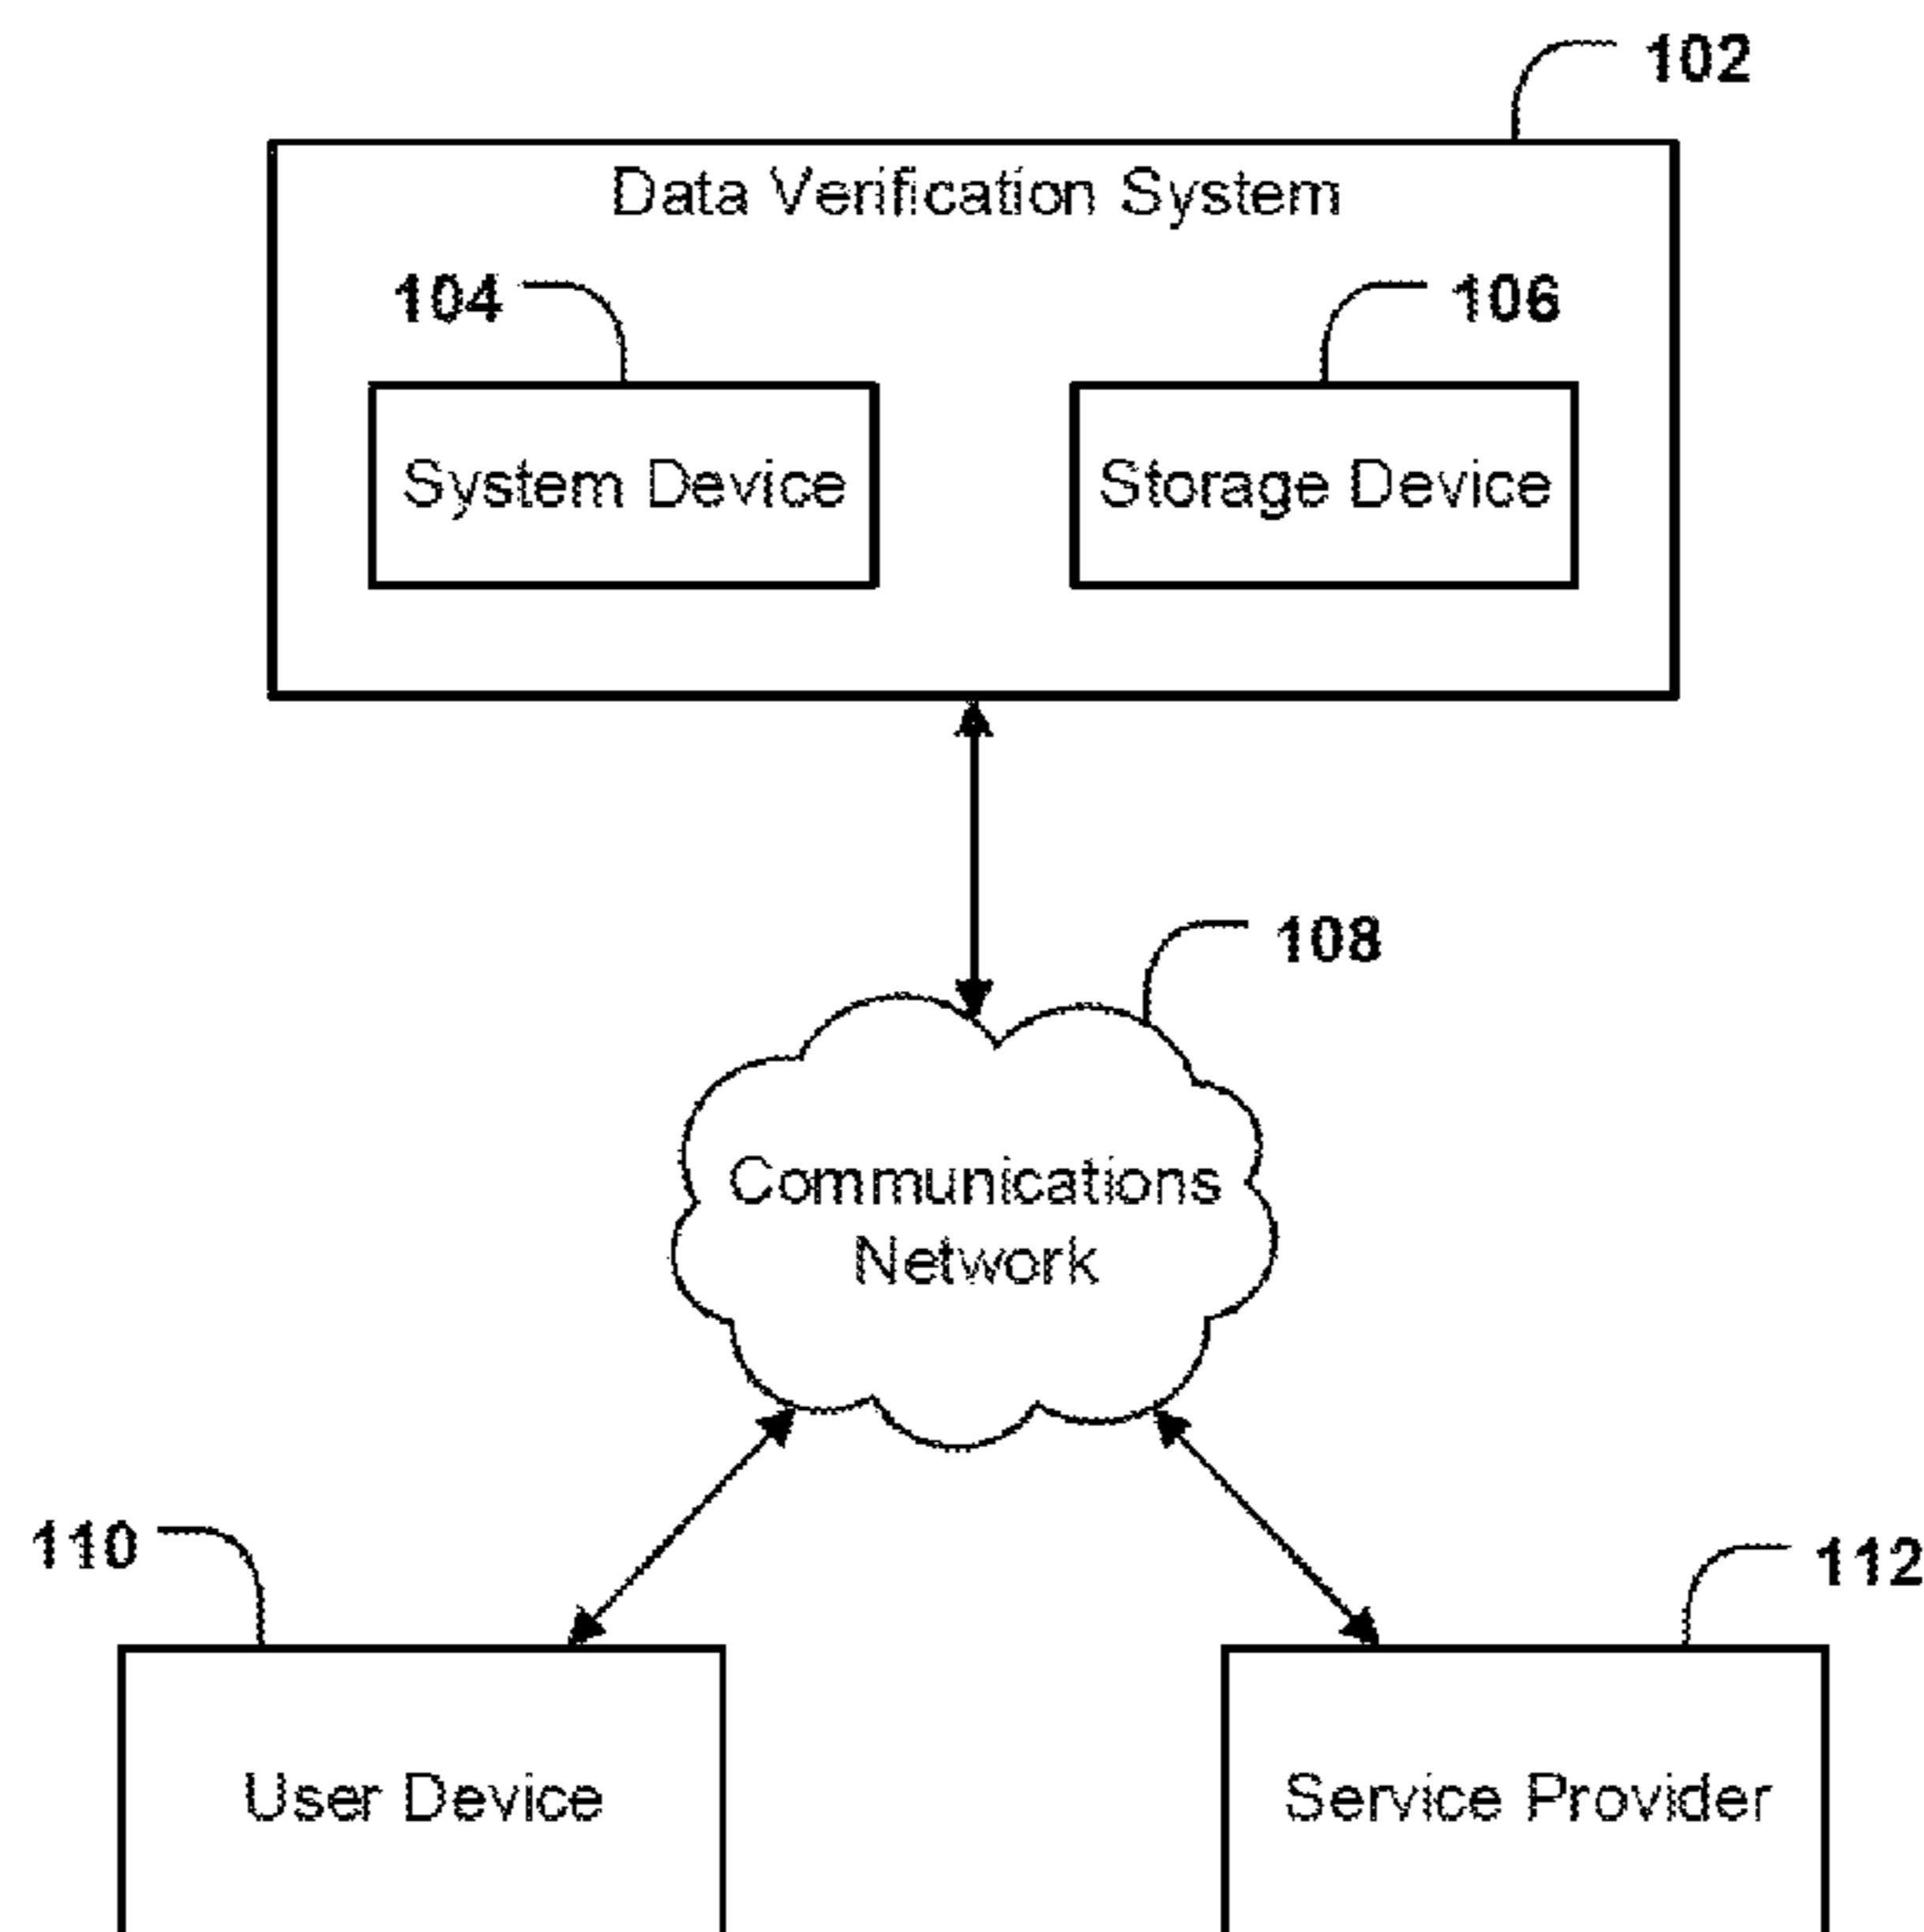 102
Data Verification System
104
106
System Device
Storage Device
108
Communications
Network
110
112
User Device
Service Provider